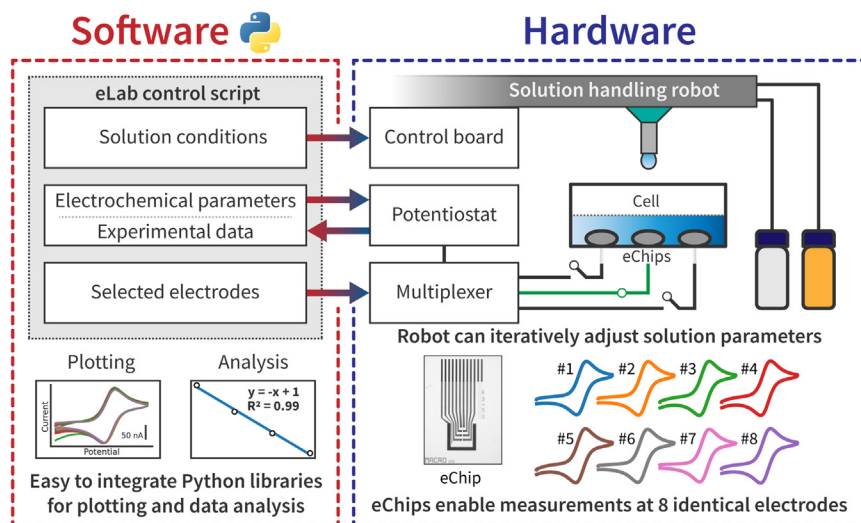 Software
Hardware
eLab control script
Solution conditions
Electrochemical parameters
Experimental data
Selected electrodes
Control board
Potentiostat
Multiplexer
Solution handling robot
Cell
eChips
Robot can iteratively adjust solution parameters
Plotting
Current
50 nA
Potential
Analysis
y = -x + 1
R² = 0.99
Easy to integrate Python libraries
for plotting and data analysis
MACRO
eChip
#1 #2 #3 #4
#5 #6 #7 #8
eChips enable measurements at 8 identical electrodes